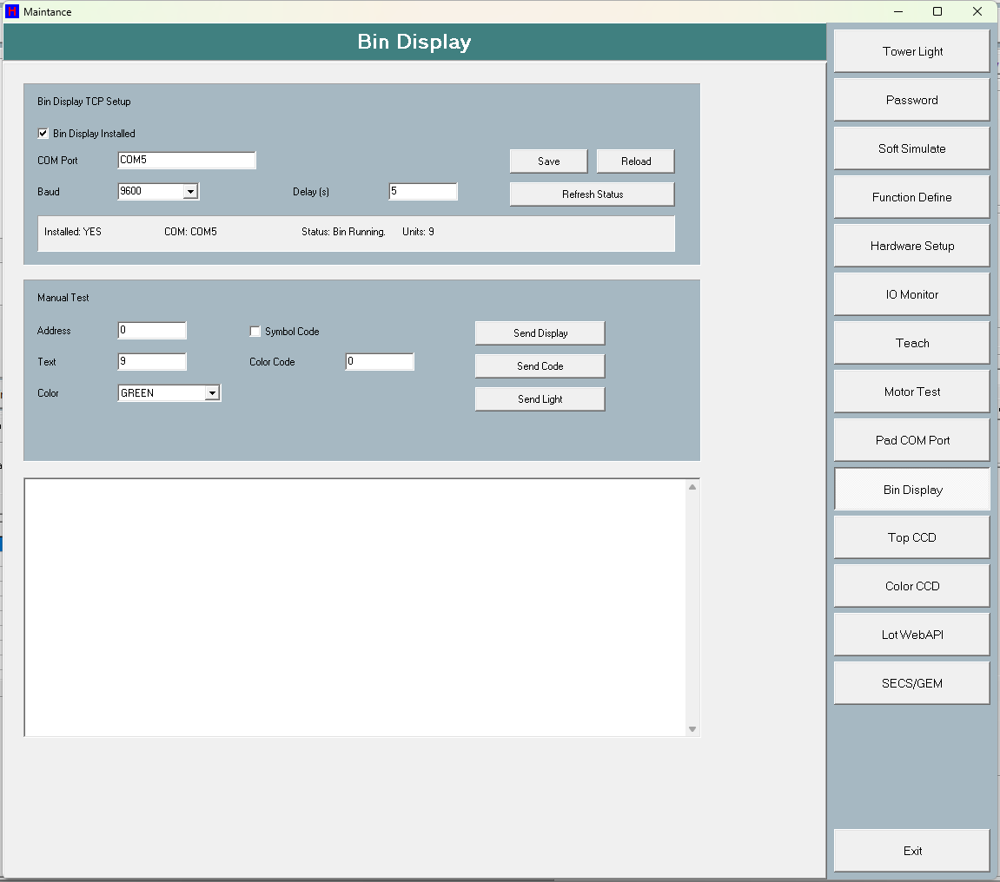 H Maintance
Bin Display
Bin Display TCP Setup
Bin Display Installed
COM Port COM5 Save Reload
Baud 9600 Delay (s) 5 Refresh Status
Installed: YES COM: COM5 Status: Bin Running. Units: 9
Manual Test
Address 0 Symbol Code Send Display
Text 9 Color Code 0 Send Code
Color GREEN Send Light
Tower Light
Password
Soft Simulate
Function Define
Hardware Setup
IO Monitor
Teach
Motor Test
Pad COM Port
Bin Display
Top CCD
Color CCD
Lot WebAPI
SECS/GEM
Exit